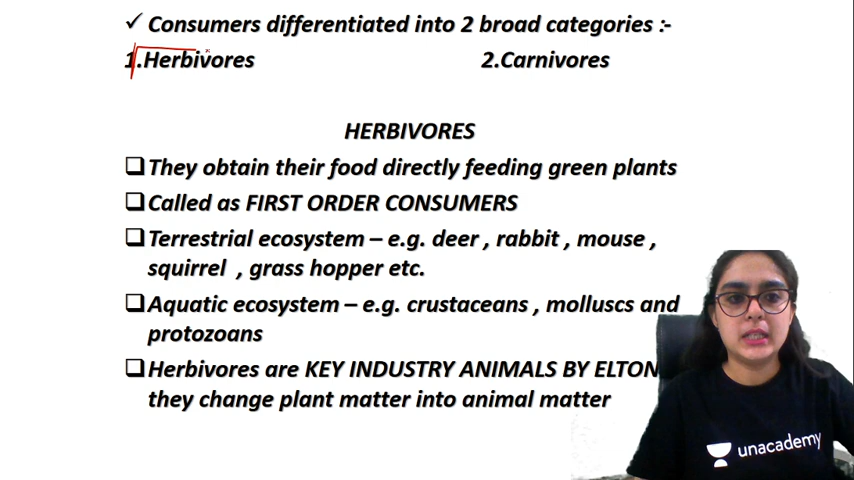 ✓ Consumers differentiated into 2 broad categories :-
1.Herbivores 2.Carnivores
HERBIVORES
❑They obtain their food directly feeding green plants
❑Called as FIRST ORDER CONSUMERS
❑Terrestrial ecosystem – e.g. deer , rabbit , mouse ,
squirrel , grass hopper etc.
❑Aquatic ecosystem – e.g. crustaceans , molluscs and
protozoans
❑Herbivores are KEY INDUSTRY ANIMALS BY ELTON
they change plant matter into animal matter
unacademy